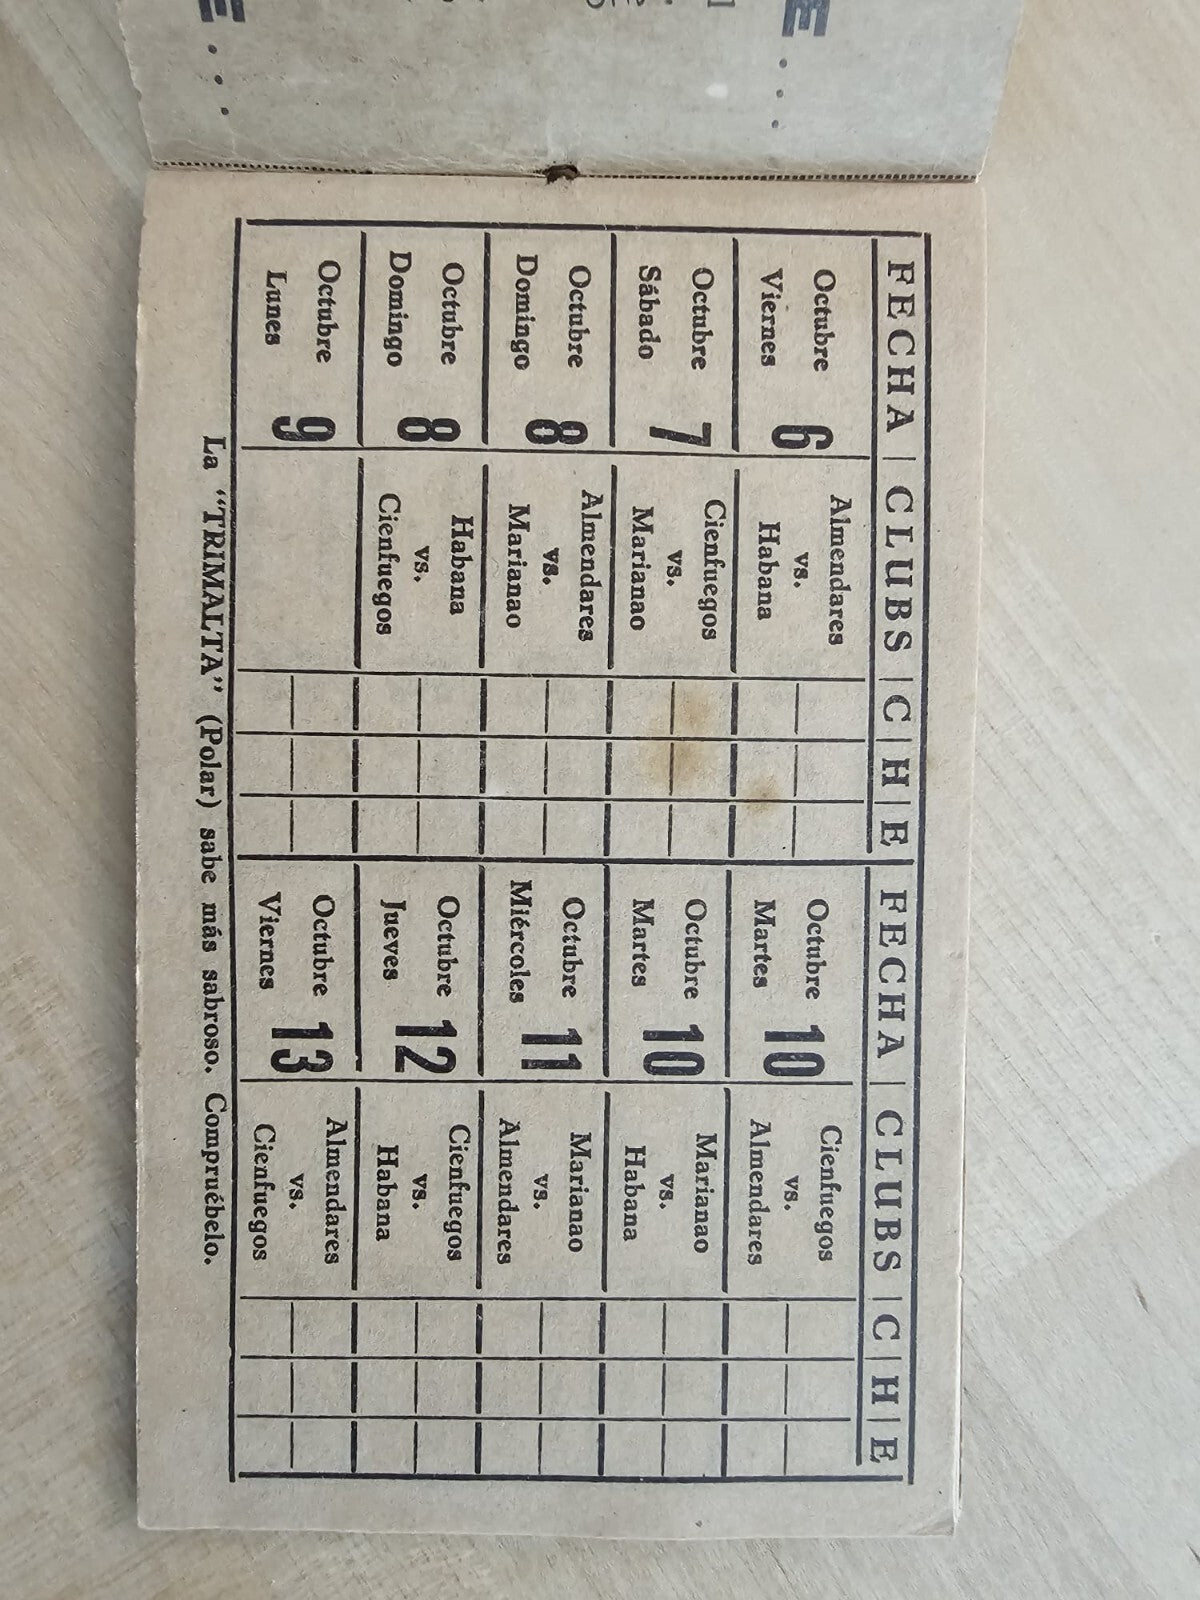 FECHA | CLUBS | C | H | E
Octubre
Viernes
6
Almendares
vs.
Habana
Octubre
Sábado
7
Cienfuegos
vs.
Marianao
Octubre
Domingo
8
Almendares
vs.
Marianao
Octubre
Domingo
8
Habana
vs.
Cienfuegos
Octubre
Lunes
9
FECHA | CLUBS | C | H | E
Octubre
Martes
10
Cienfuegos
vs.
Almendares
Octubre
Martes
10
Marianao
vs.
Habana
Octubre
Miércoles
11
Marianao
vs.
Almendares
Octubre
Jueves
12
Cienfuegos
vs.
Habana
Octubre
Viernes
13
Almendares
vs.
Cienfuegos
La "TRIMALTA" (Polar) sabe más sabroso. Compruébelo.